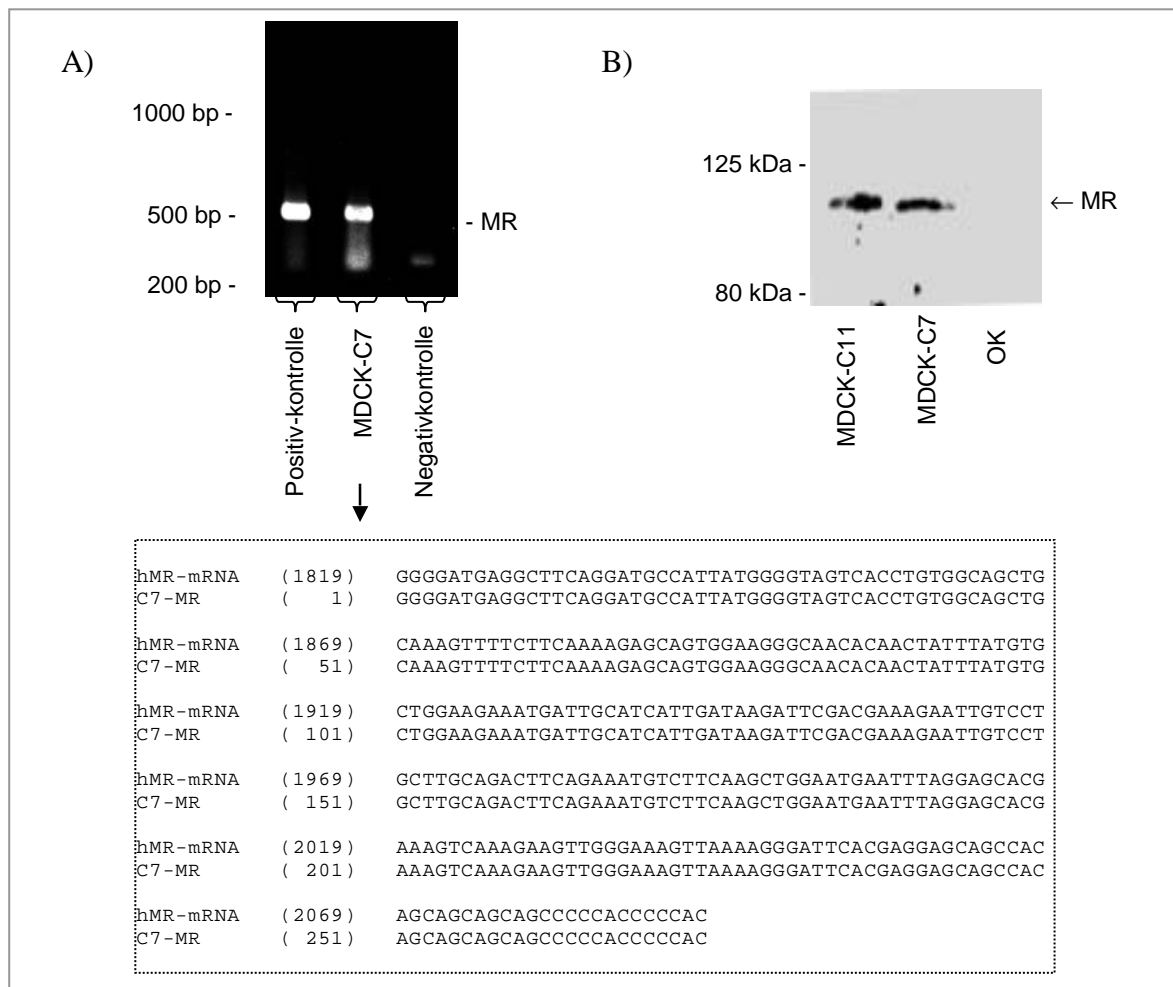 A)
1000 bp -
500 bp -
- MR
200 bp -
Positiv-kontrolle
MDCK-C7
Negativkontrolle
B)
125 kDa -
← MR
80 kDa -
MDCK-C11
MDCK-C7
OK
hMR-mRNA (1819) GGGGATGAGGCTTCAGGATGCCATTATGGGGTAGTCACCTGTGGCAGCTG
C7-MR ( 1) GGGGATGAGGCTTCAGGATGCCATTATGGGGTAGTCACCTGTGGCAGCTG
hMR-mRNA (1869) CAAAGTTTTCTTCAAAAGAGCAGTGGAAGGGCAACACAACTATTTATGTG
C7-MR ( 51) CAAAGTTTTCTTCAAAAGAGCAGTGGAAGGGCAACACAACTATTTATGTG
hMR-mRNA (1919) CTGGAAGAAATGATTGCATCATTGATAAGATTCGACGAAAGAATTGTCCT
C7-MR ( 101) CTGGAAGAAATGATTGCATCATTGATAAGATTCGACGAAAGAATTGTCCT
hMR-mRNA (1969) GCTTGCAGACTTCAGAAATGTCTTCAAGCTGGAATGAATTTAGGAGCACG
C7-MR ( 151) GCTTGCAGACTTCAGAAATGTCTTCAAGCTGGAATGAATTTAGGAGCACG
hMR-mRNA (2019) AAAGTCAAAGAAGTTGGGAAAGTTAAAAGGGATTCACGAGGAGCAGCCAC
C7-MR ( 201) AAAGTCAAAGAAGTTGGGAAAGTTAAAAGGGATTCACGAGGAGCAGCCAC
hMR-mRNA (2069) AGCAGCAGCAGCCCCCACCCCCAC
C7-MR ( 251) AGCAGCAGCAGCCCCCACCCCCAC